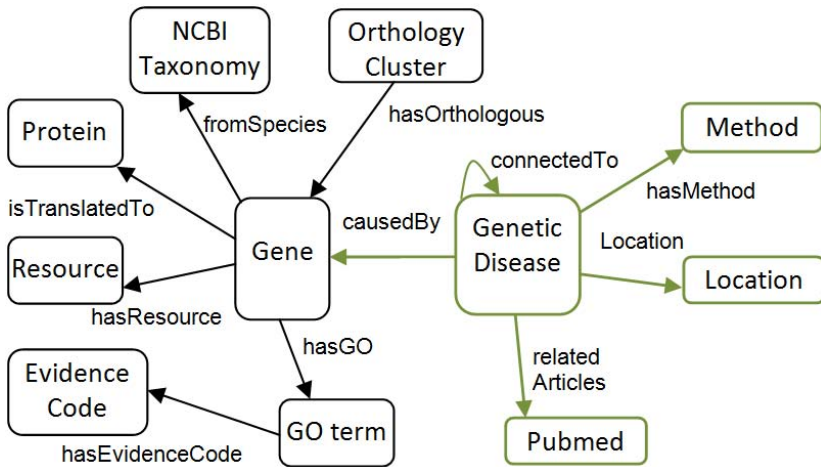 NCBI
Taxonomy
Orthology
Cluster
fromSpecies
hasOrthologous
Protein
Method
connectedTo
hasMethod
isTranslatedTo
causedBy
Gene
Genetic
Disease
Location
Resource
Location
hasResource
hasGO
related
Articles
Evidence
Code
GO term
Pubmed
hasEvidenceCode